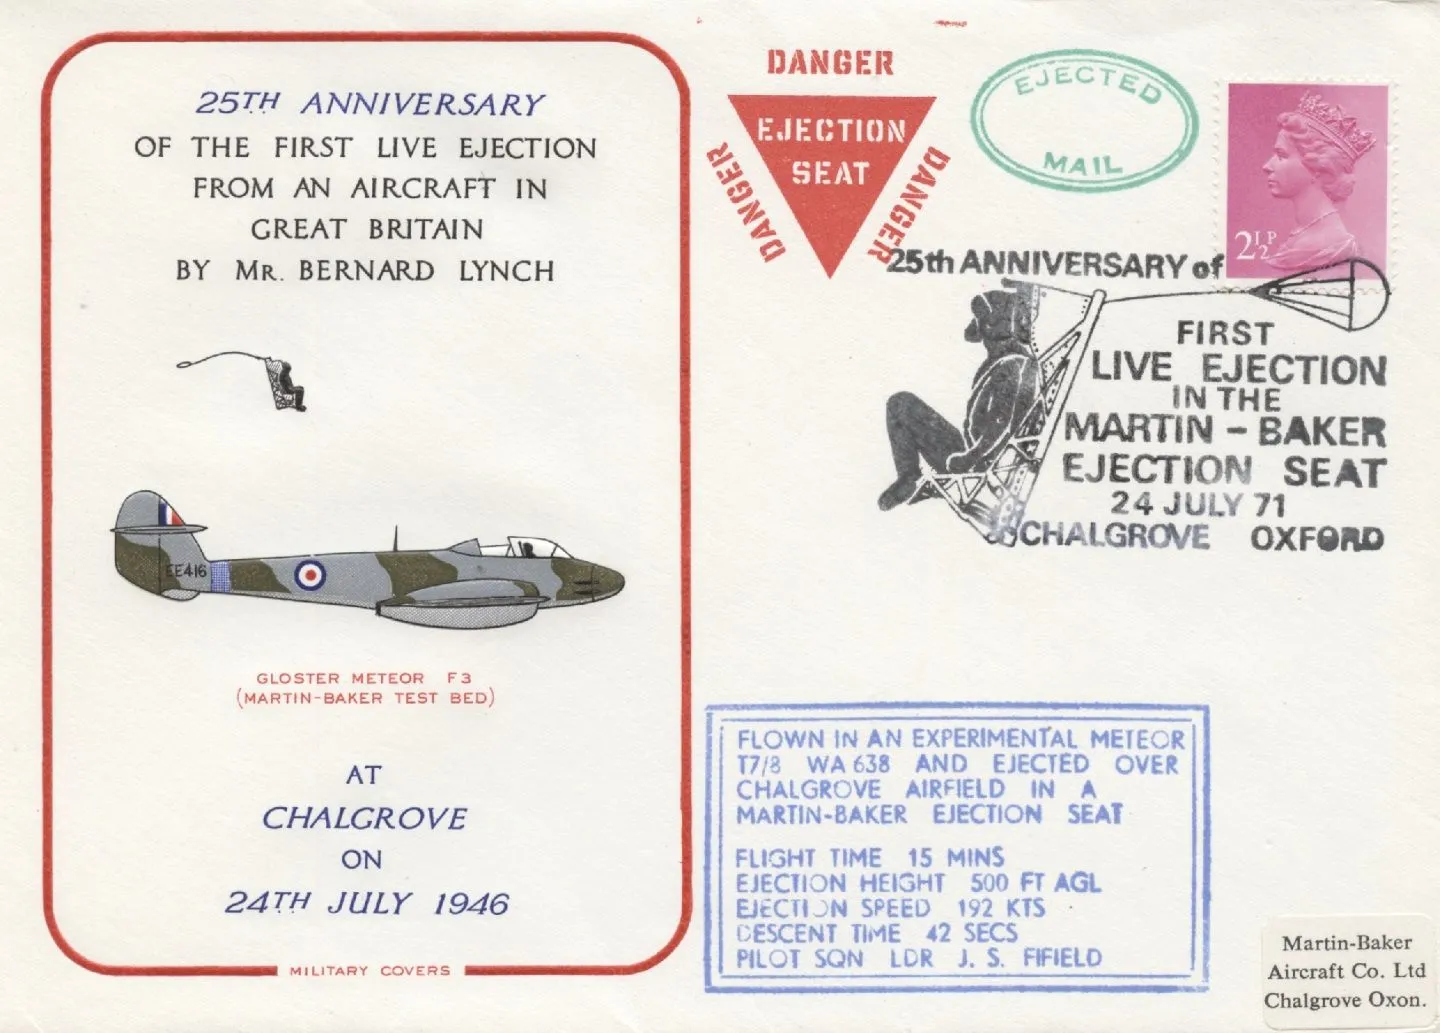 25TH ANNIVERSARY
OF THE FIRST LIVE EJECTION
FROM AN AIRCRAFT IN
GREAT BRITAIN
BY MR. BERNARD LYNCH
EE416
GLOSTER METEOR F3
(MARTIN-BAKER TEST BED)
AT
CHALGROVE
ON
24TH JULY 1946
MILITARY COVERS
DANGER
EJECTION
SEAT
DANGER
DANGER
EJECTED
MAIL
2½P
25th ANNIVERSARY of
FIRST
LIVE EJECTION
IN THE
MARTIN - BAKER
EJECTION SEAT
24 JULY 71
CHALGROVE OXFORD
FLOWN IN AN EXPERIMENTAL METEOR
T7/8 WA 638 AND EJECTED OVER
CHALGROVE AIRFIELD IN A
MARTIN-BAKER EJECTION SEAT
FLIGHT TIME 15 MINS
EJECTION HEIGHT 500 FT AGL
EJECTION SPEED 192 KTS
DESCENT TIME 42 SECS
PILOT SQN LDR J. S. FIFIELD
Martin-Baker
Aircraft Co. Ltd
Chalgrove Oxon.